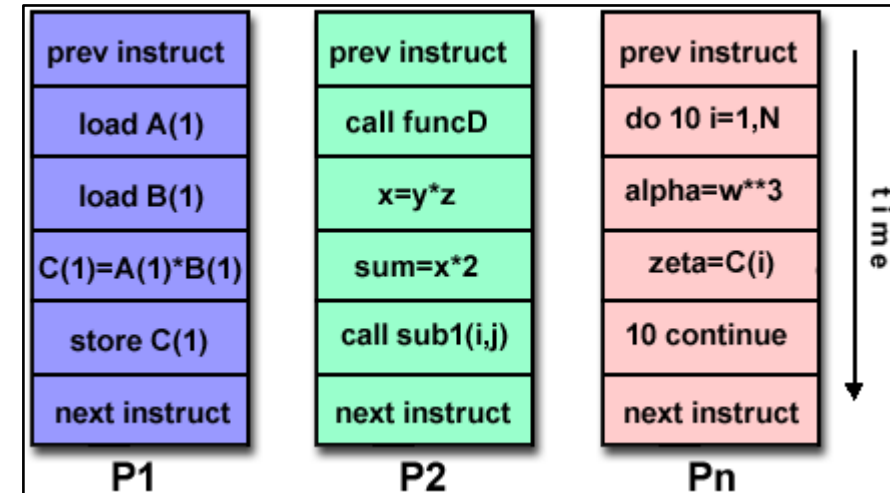 prev instruct
load A(1)
load B(1)
C(1)=A(1)*B(1)
store C(1)
next instruct
P1
prev instruct
call funcD
x=y*z
sum=x*2
call sub1(i,j)
next instruct
P2
prev instruct
do 10 i=1,N
alpha=w**3
zeta=C(i)
10 continue
next instruct
Pn
time